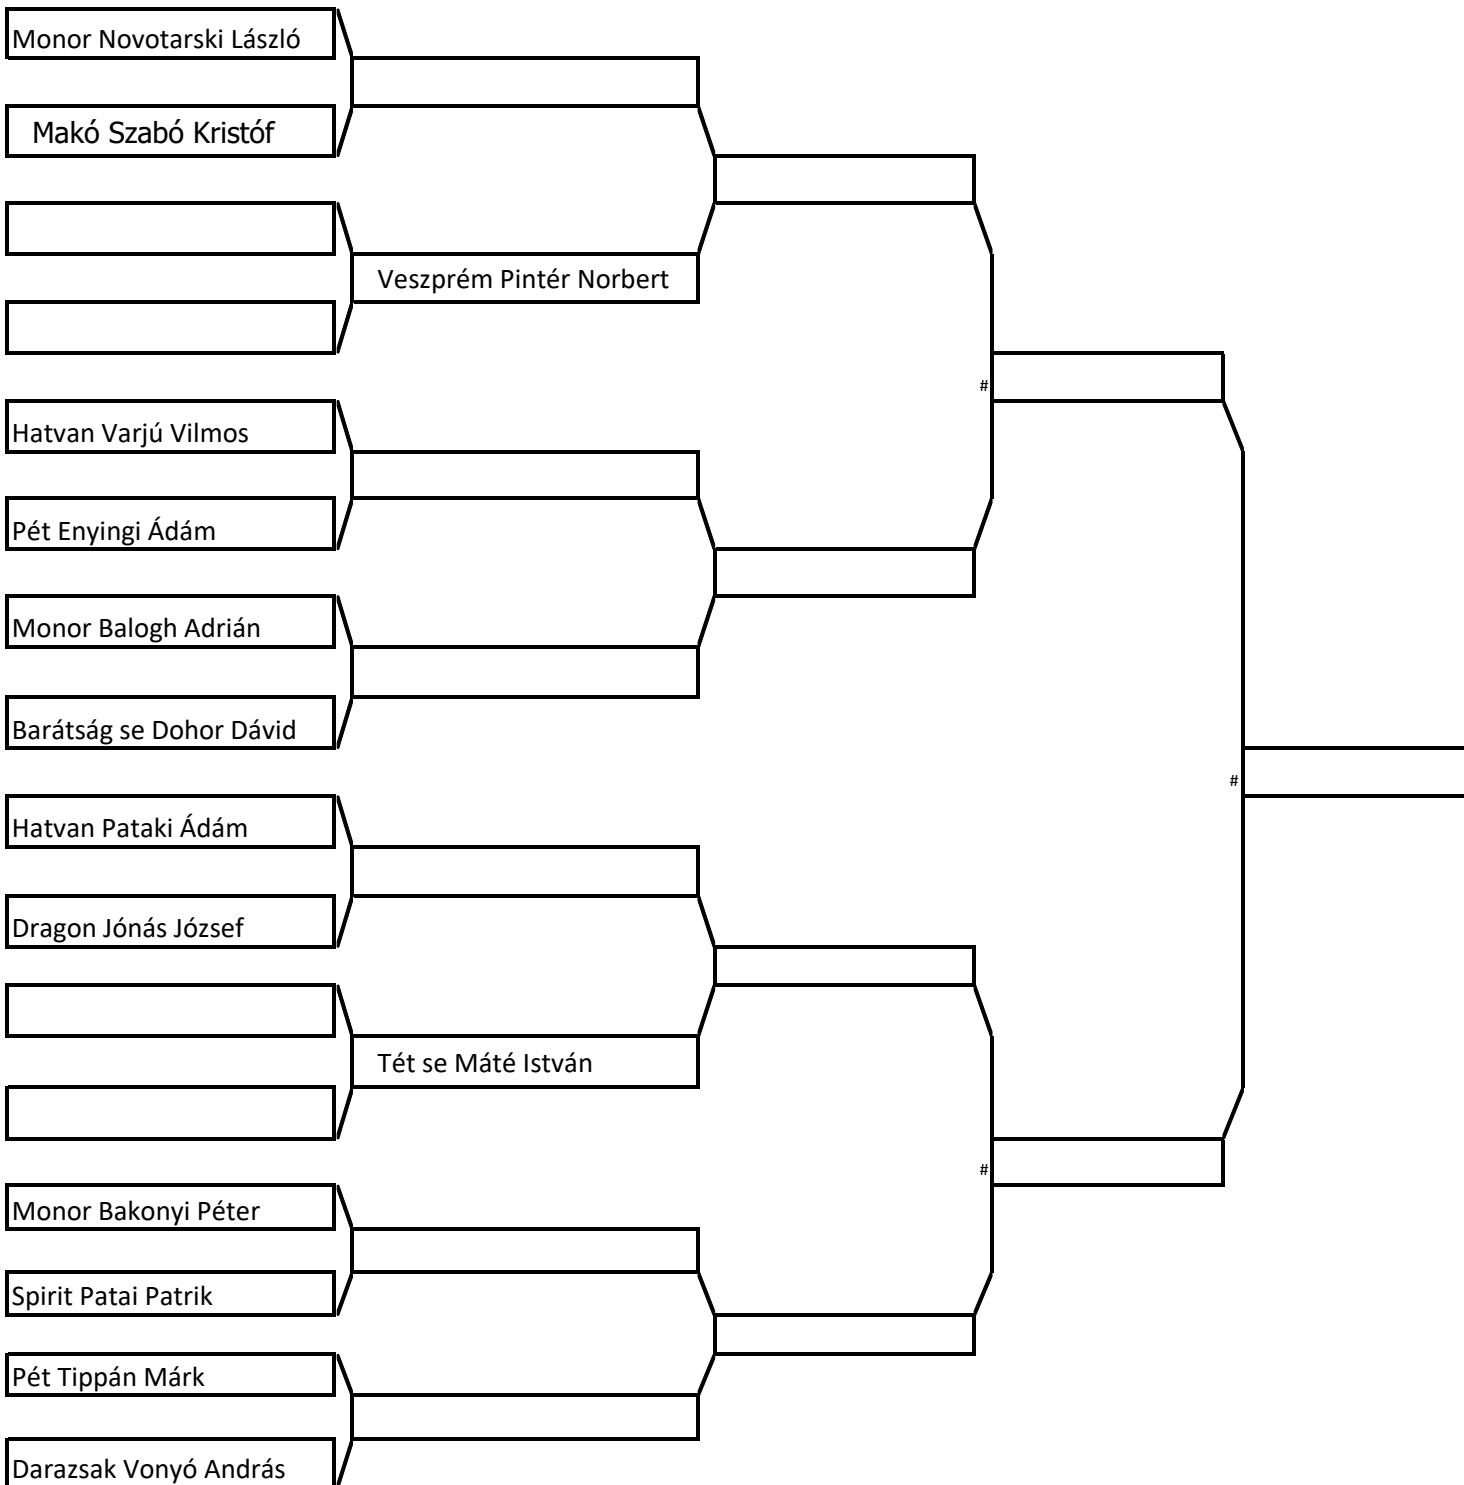 Monor Novotarski László
Makó Szabó Kristóf
Veszprém Pintér Norbert
#
Hatvan Varjú Vilmos
Pét Enyingi Ádám
Monor Balogh Adrián
Barátság se Dohor Dávid
#
Hatvan Pataki Ádám
Dragon Jónás József
Tét se Máté István
#
Monor Bakonyi Péter
Spirit Patai Patrik
Pét Tippán Márk
Darazsak Vonyó András